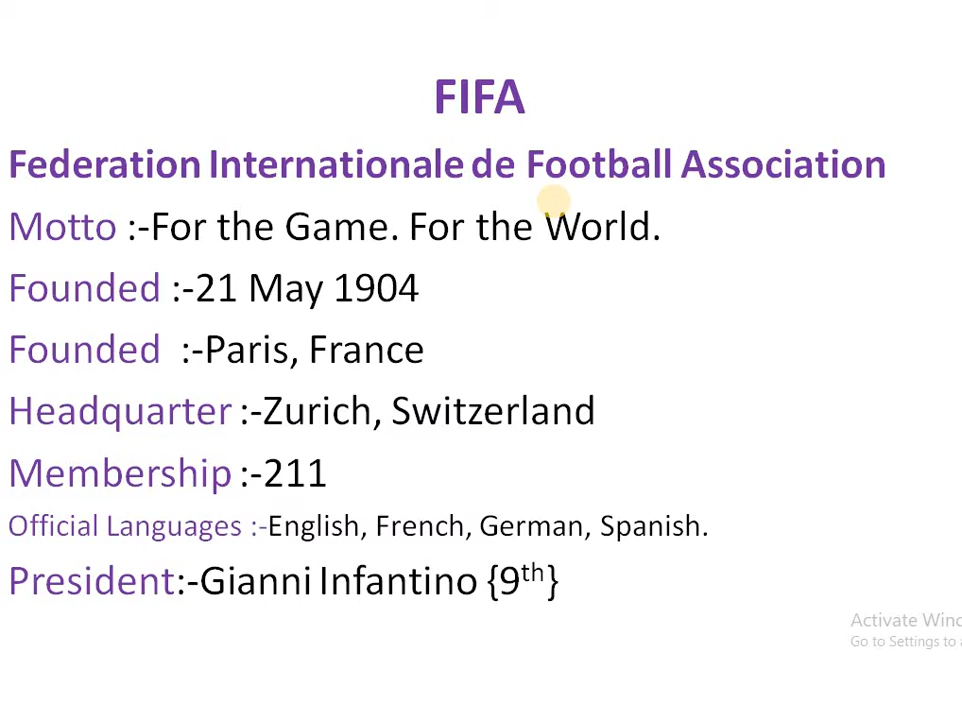 FIFA
Federation Internationale de Football Association
Motto :-For the Game. For the World.
Founded :-21 May 1904
Founded :-Paris, France
Headquarter :-Zurich, Switzerland
Membership :-211
Official Languages :-English, French, German, Spanish.
President:-Gianni Infantino {9th}
Activate Wind
Go to Settings to